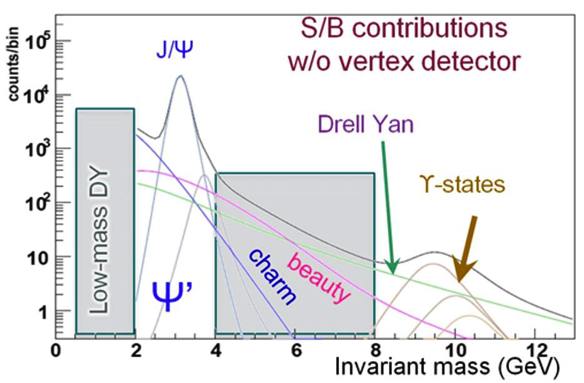 S/B contributions
w/o vertex detector
counts/bin
10⁵
10⁴
10³
10²
10
1
J/Ψ
Drell Yan
ϒ-states
Low-mass DY
Ψ'
charm
beauty
0 2 4 6 8 10 12
Invariant mass (GeV)